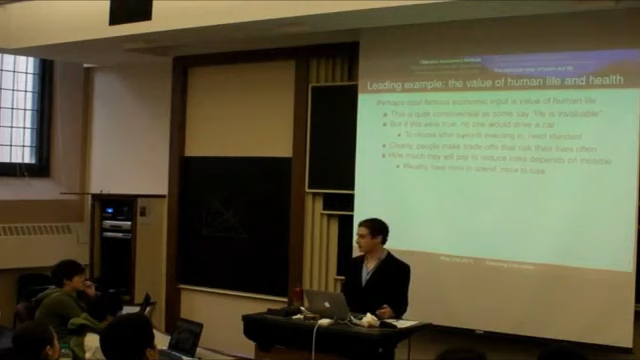 Leading example: the value of human life and health
Perhaps most famous economic input is value of human life
This is quite controversial as some say "life is invaluable"
But if this were true, no one would drive a car
To choose what safety investing in, need standard
Clearly, people make trade-offs that risk their lives often
How much they will pay to reduce risks depends on income
Wealthy have more to spend, more to lose